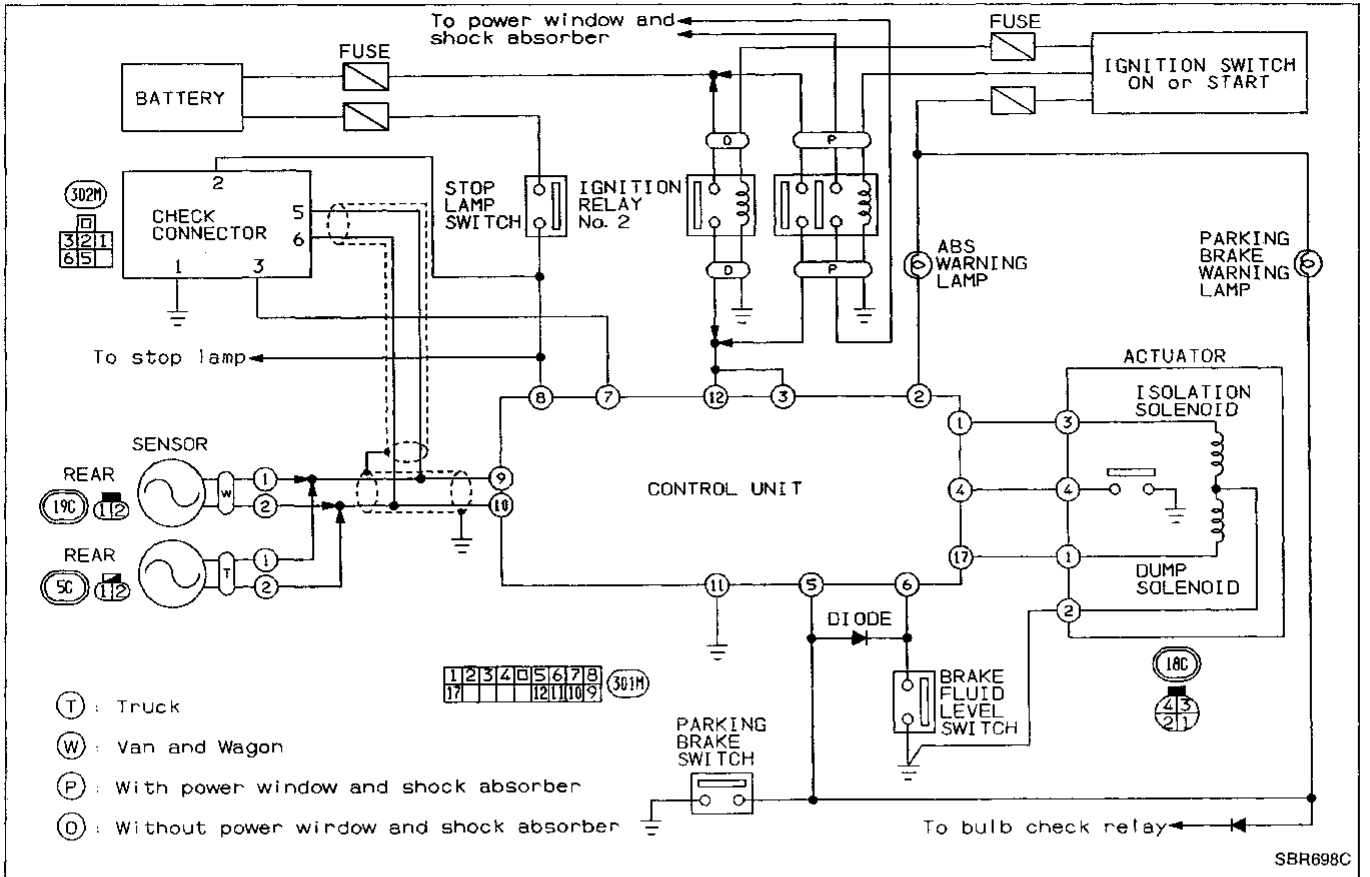 To power window and
shock absorber
FUSE
FUSE
BATTERY
IGNITION SWITCH
ON or START
302M
3 2 1
6 5
2
CHECK
CONNECTOR
5
6
1
3
STOP
LAMP
SWITCH
IGNITION
RELAY
No. 2
O
P
O
P
ABS
WARNING
LAMP
PARKING
BRAKE
WARNING
LAMP
To stop lamp
8
7
12
3
2
ACTUATOR
ISOLATION
SOLENOID
1
3
SENSOR
REAR
19C
1 2
W
1
2
9
10
CONTROL UNIT
4
4
REAR
5C
1 2
T
1
2
17
1
DUMP
SOLENOID
11
5
6
2
DIODE
18C
4 3
2 1
1 2 3 4 5 6 7 8
17 12 11 10 9
301M
BRAKE
FLUID
LEVEL
SWITCH
T : Truck
W : Van and Wagon
P : With power window and shock absorber
O : Without power wirdow and shock absorber
PARKING
BRAKE
SWITCH
To bulb check relay
SBR698C